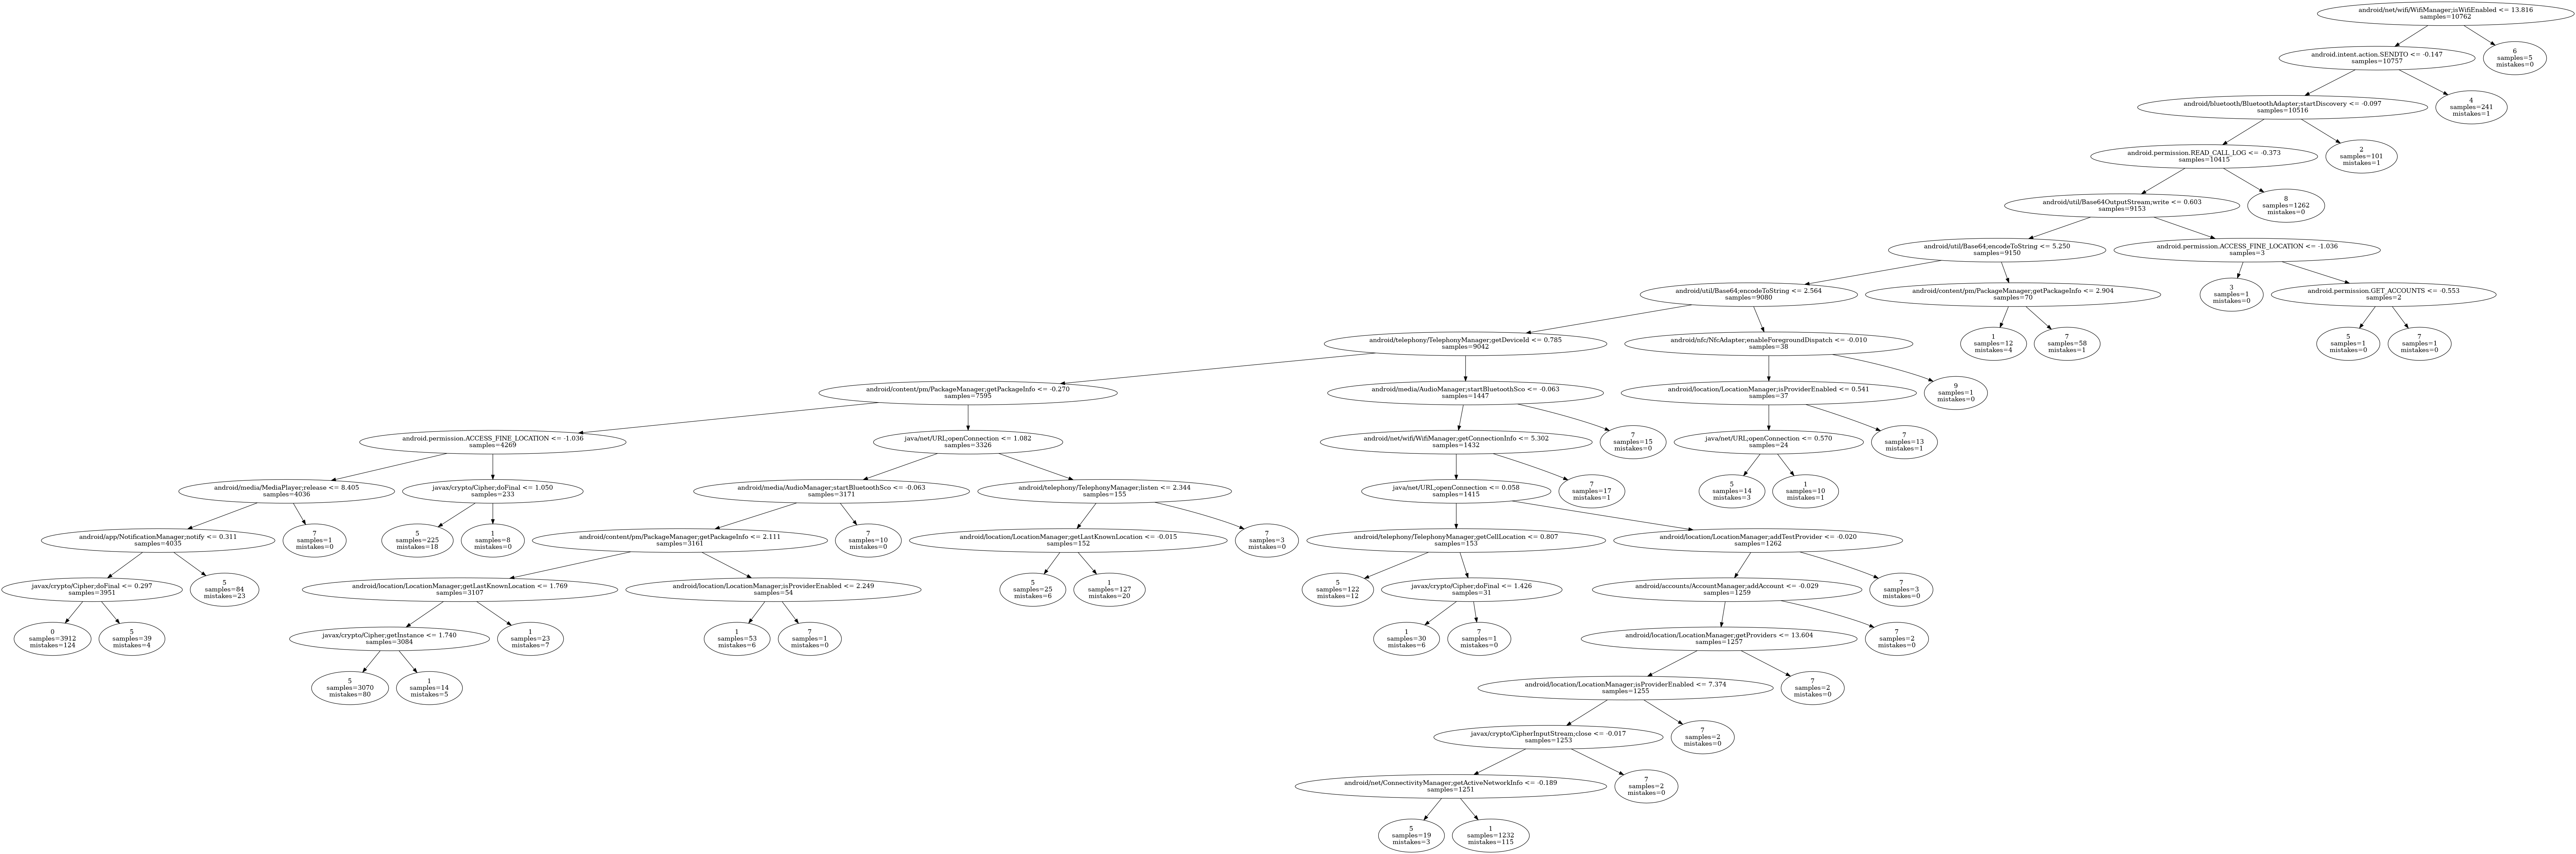 android/net/wifi/WifiManager;isWifiEnabled <= 13.816
samples=10762
android.intent.action.SENDTO <= -0.147
samples=10757
6
samples=5
mistakes=0
android/bluetooth/BluetoothAdapter;startDiscovery <= -0.097
samples=10516
4
samples=241
mistakes=1
android.permission.READ_CALL_LOG <= -0.373
samples=10415
2
samples=101
mistakes=1
android/util/Base64OutputStream;write <= 0.603
samples=9153
8
samples=1262
mistakes=0
android/util/Base64;encodeToString <= 5.250
samples=9150
android.permission.ACCESS_FINE_LOCATION <= -1.036
samples=3
android/util/Base64;encodeToString <= 2.564
samples=9080
android/content/pm/PackageManager;getPackageInfo <= 2.904
samples=70
3
samples=1
mistakes=0
android.permission.GET_ACCOUNTS <= -0.553
samples=2
android/telephony/TelephonyManager;getDeviceId <= 0.785
samples=9042
android/nfc/NfcAdapter;enableForegroundDispatch <= -0.010
samples=38
1
samples=12
mistakes=4
7
samples=58
mistakes=1
5
samples=1
mistakes=0
7
samples=1
mistakes=0
android/content/pm/PackageManager;getPackageInfo <= -0.270
samples=7595
android/media/AudioManager;startBluetoothSco <= -0.063
samples=1447
android/location/LocationManager;isProviderEnabled <= 0.541
samples=37
9
samples=1
mistakes=0
android.permission.ACCESS_FINE_LOCATION <= -1.036
samples=4269
java/net/URL;openConnection <= 1.082
samples=3326
android/net/wifi/WifiManager;getConnectionInfo <= 5.302
samples=1432
7
samples=15
mistakes=0
java/net/URL;openConnection <= 0.570
samples=24
7
samples=13
mistakes=1
android/media/MediaPlayer;release <= 8.405
samples=4036
javax/crypto/Cipher;doFinal <= 1.050
samples=233
android/media/AudioManager;startBluetoothSco <= -0.063
samples=3171
android/telephony/TelephonyManager;listen <= 2.344
samples=155
java/net/URL;openConnection <= 0.058
samples=1415
7
samples=17
mistakes=1
5
samples=14
mistakes=3
1
samples=10
mistakes=1
android/app/NotificationManager;notify <= 0.311
samples=4035
7
samples=1
mistakes=0
5
samples=225
mistakes=18
1
samples=8
mistakes=0
android/content/pm/PackageManager;getPackageInfo <= 2.111
samples=3161
7
samples=10
mistakes=0
android/location/LocationManager;getLastKnownLocation <= -0.015
samples=152
7
samples=3
mistakes=0
android/telephony/TelephonyManager;getCellLocation <= 0.807
samples=153
android/location/LocationManager;addTestProvider <= -0.020
samples=1262
javax/crypto/Cipher;doFinal <= 0.297
samples=3951
5
samples=84
mistakes=23
android/location/LocationManager;getLastKnownLocation <= 1.769
samples=3107
android/location/LocationManager;isProviderEnabled <= 2.249
samples=54
5
samples=25
mistakes=6
1
samples=127
mistakes=20
5
samples=122
mistakes=12
javax/crypto/Cipher;doFinal <= 1.426
samples=31
android/accounts/AccountManager;addAccount <= -0.029
samples=1259
7
samples=3
mistakes=0
0
samples=3912
mistakes=124
5
samples=39
mistakes=4
javax/crypto/Cipher;getInstance <= 1.740
samples=3084
1
samples=23
mistakes=7
1
samples=53
mistakes=6
7
samples=1
mistakes=0
1
samples=30
mistakes=6
7
samples=1
mistakes=0
android/location/LocationManager;getProviders <= 13.604
samples=1257
7
samples=2
mistakes=0
5
samples=3070
mistakes=80
1
samples=14
mistakes=5
android/location/LocationManager;isProviderEnabled <= 7.374
samples=1255
7
samples=2
mistakes=0
javax/crypto/CipherInputStream;close <= -0.017
samples=1253
7
samples=2
mistakes=0
android/net/ConnectivityManager;getActiveNetworkInfo <= -0.189
samples=1251
7
samples=2
mistakes=0
5
samples=19
mistakes=3
1
samples=1232
mistakes=115